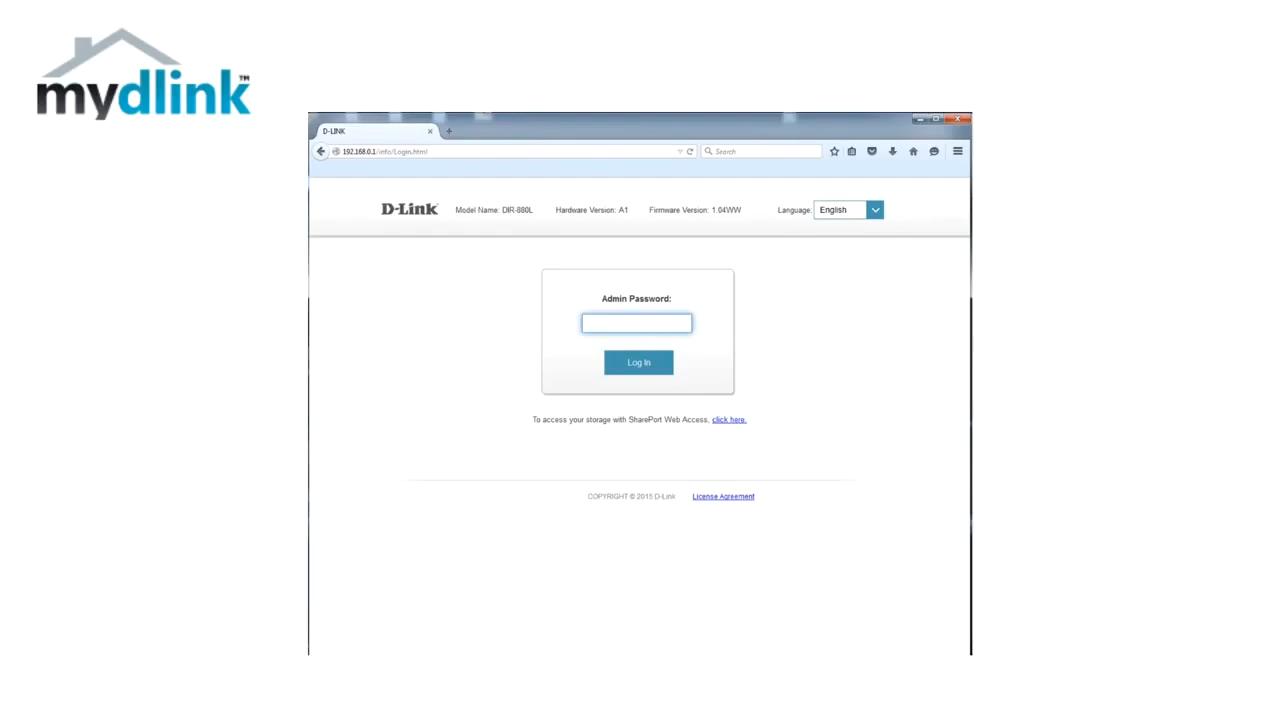 mydlink™
D-LINK
192.168.0.1/info/Login.html
Search
D-Link
Model Name: DIR-880L
Hardware Version: A1
Firmware Version: 1.04WW
Language:
English
Admin Password:
Log In
To access your storage with SharePort Web Access, click here.
COPYRIGHT © 2015 D-Link
License Agreement